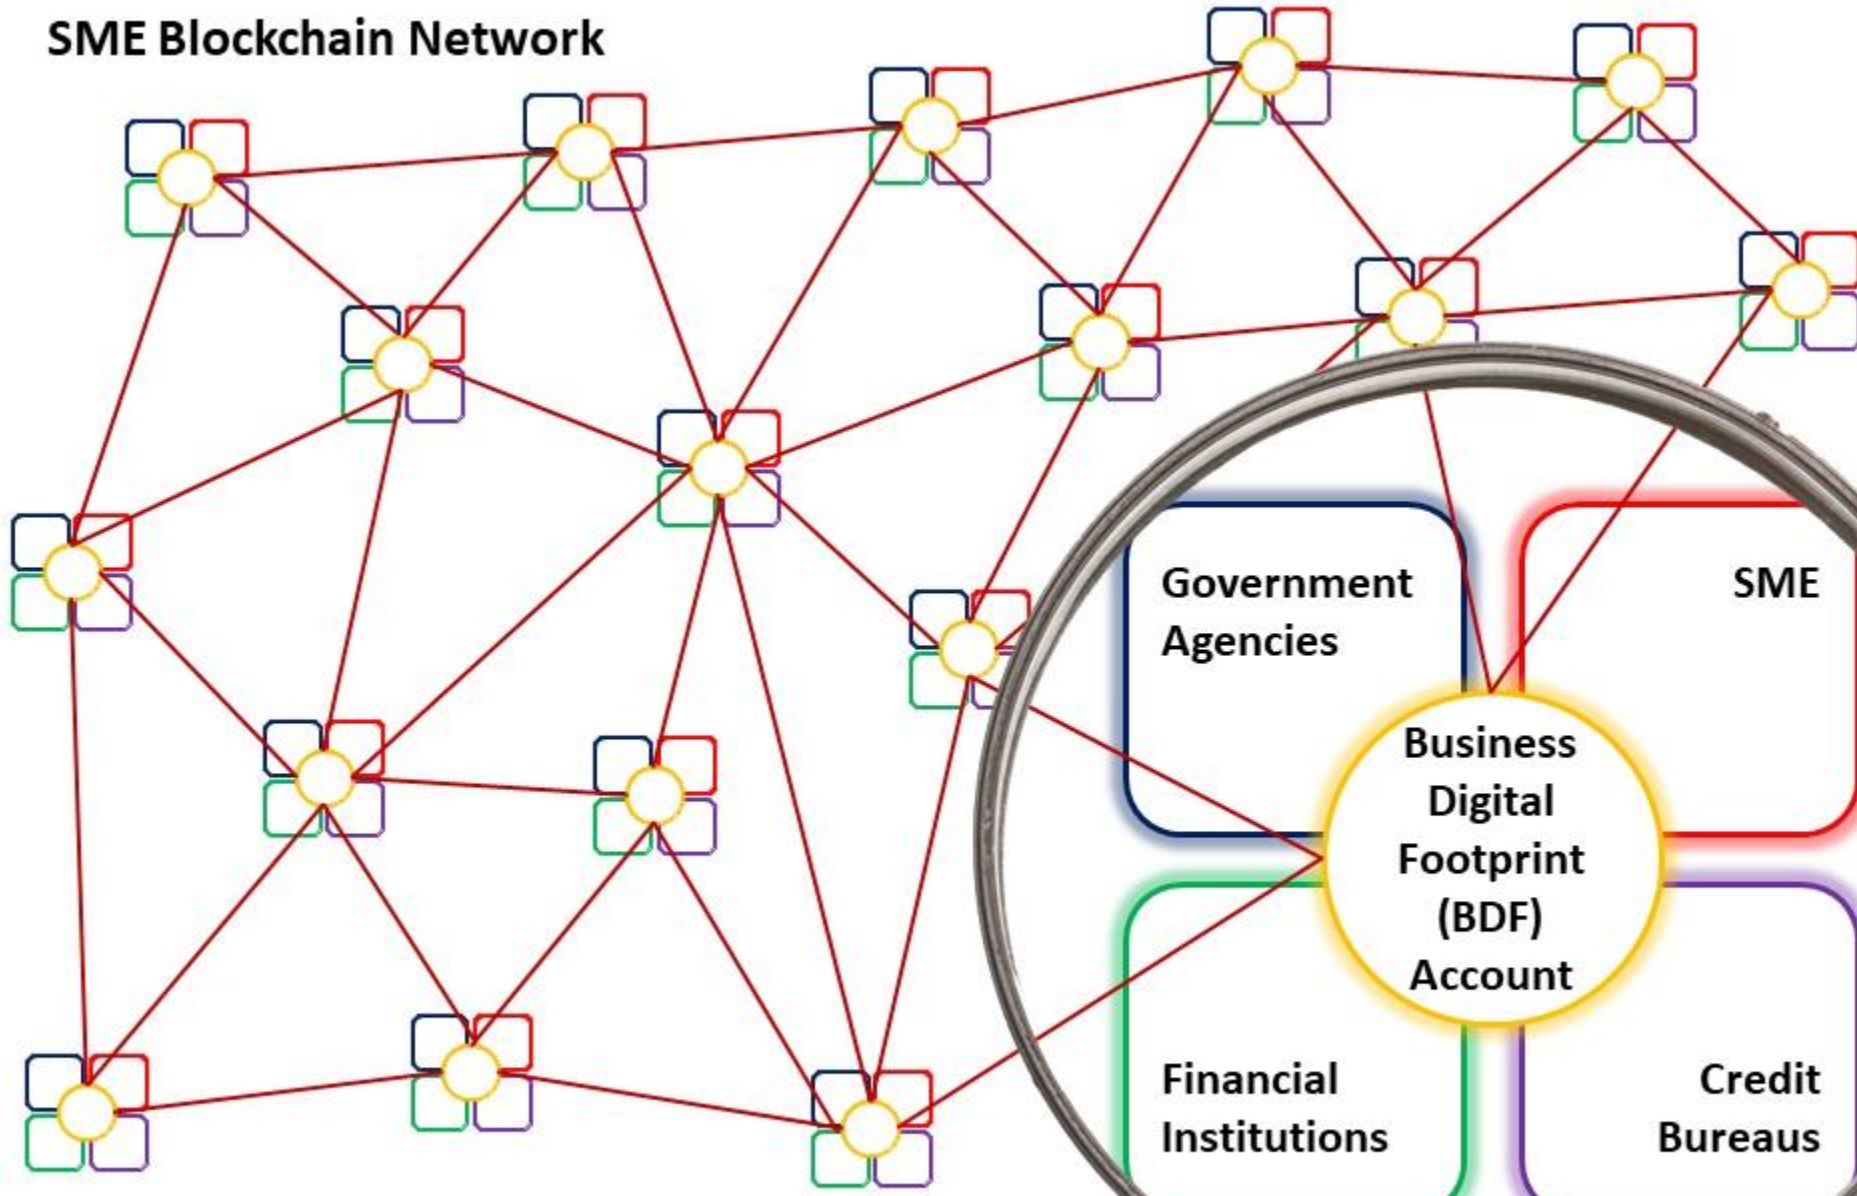 SME Blockchain Network
Government
Agencies
SME
Business
Digital
Footprint
(BDF)
Account
Financial
Institutions
Credit
Bureaus